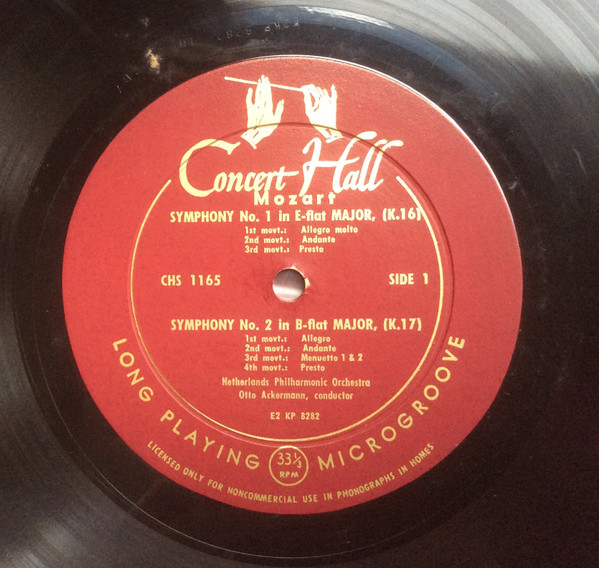 Concert Hall
Mozart
SYMPHONY No. 1 in E-flat MAJOR, (K.16)
1st movt.: Allegro molto
2nd movt.: Andante
3rd movt.: Presto
CHS 1165 SIDE 1
SYMPHONY No. 2 in B-flat MAJOR, (K.17)
1st movt.: Allegro
2nd movt.: Andante
3rd movt.: Menuetto 1 & 2
4th movt.: Presto
Netherlands Philharmonic Orchestra
Otto Ackermann, conductor
E2 KP 8282
LONG PLAYING 33 1/3 RPM MICROGROOVE
LICENSED ONLY FOR NONCOMMERCIAL USE IN PHONOGRAPHS IN HOMES